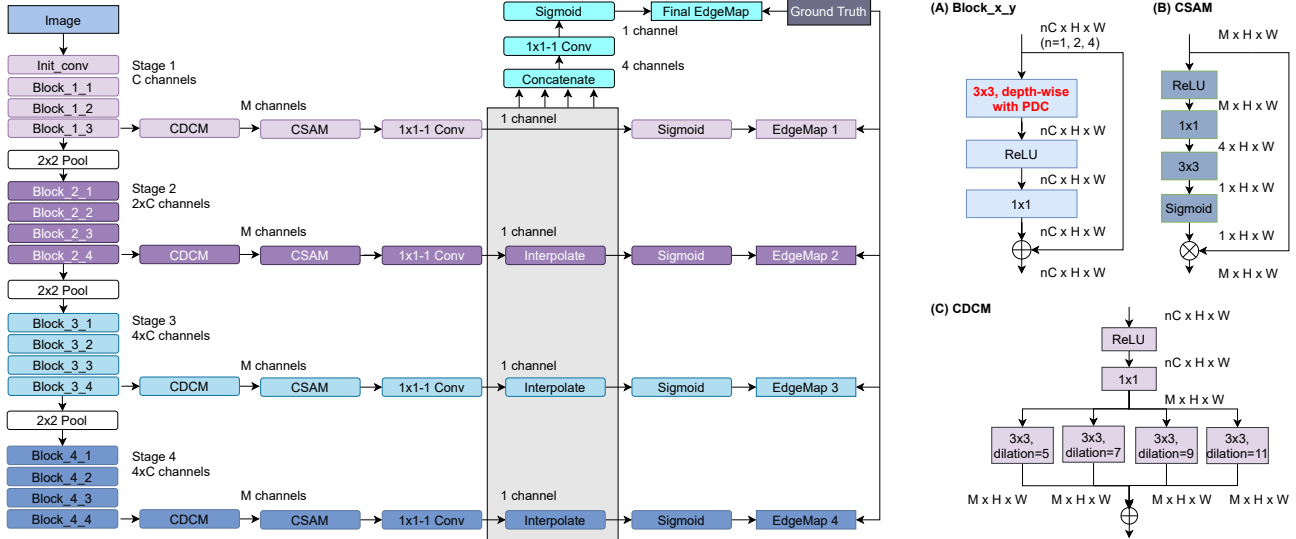 Image
Init_conv
Block_1_1
Block_1_2
Block_1_3
Stage 1
C channels
M channels
CDCM
CSAM
1x1-1 Conv
1 channel
Sigmoid
EdgeMap 1
2x2 Pool
Block_2_1
Block_2_2
Block_2_3
Block_2_4
Stage 2
2xC channels
M channels
CDCM
CSAM
1x1-1 Conv
1 channel
Interpolate
Sigmoid
EdgeMap 2
2x2 Pool
Block_3_1
Block_3_2
Block_3_3
Block_3_4
Stage 3
4xC channels
M channels
CDCM
CSAM
1x1-1 Conv
1 channel
Interpolate
Sigmoid
EdgeMap 3
2x2 Pool
Block_4_1
Block_4_2
Block_4_3
Block_4_4
Stage 4
4xC channels
M channels
CDCM
CSAM
1x1-1 Conv
1 channel
Interpolate
Sigmoid
EdgeMap 4
Sigmoid
Final EdgeMap
Ground Truth
1 channel
1x1-1 Conv
4 channels
Concatenate
(A) Block_x_y
nC x H x W
(n=1, 2, 4)
3x3, depth-wise
with PDC
nC x H x W
ReLU
nC x H x W
1x1
nC x H x W
nC x H x W
(B) CSAM
M x H x W
ReLU
M x H x W
1x1
4 x H x W
3x3
1 x H x W
Sigmoid
1 x H x W
M x H x W
(C) CDCM
nC x H x W
ReLU
nC x H x W
1x1
M x H x W
3x3,
dilation=5
3x3,
dilation=7
3x3,
dilation=9
3x3,
dilation=11
M x H x W
M x H x W
M x H x W
M x H x W